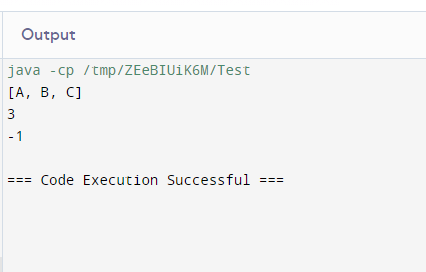 Output
java -cp /tmp/ZEeBIUiK6M/Test
[A, B, C]
3
-1
=== Code Execution Successful ===